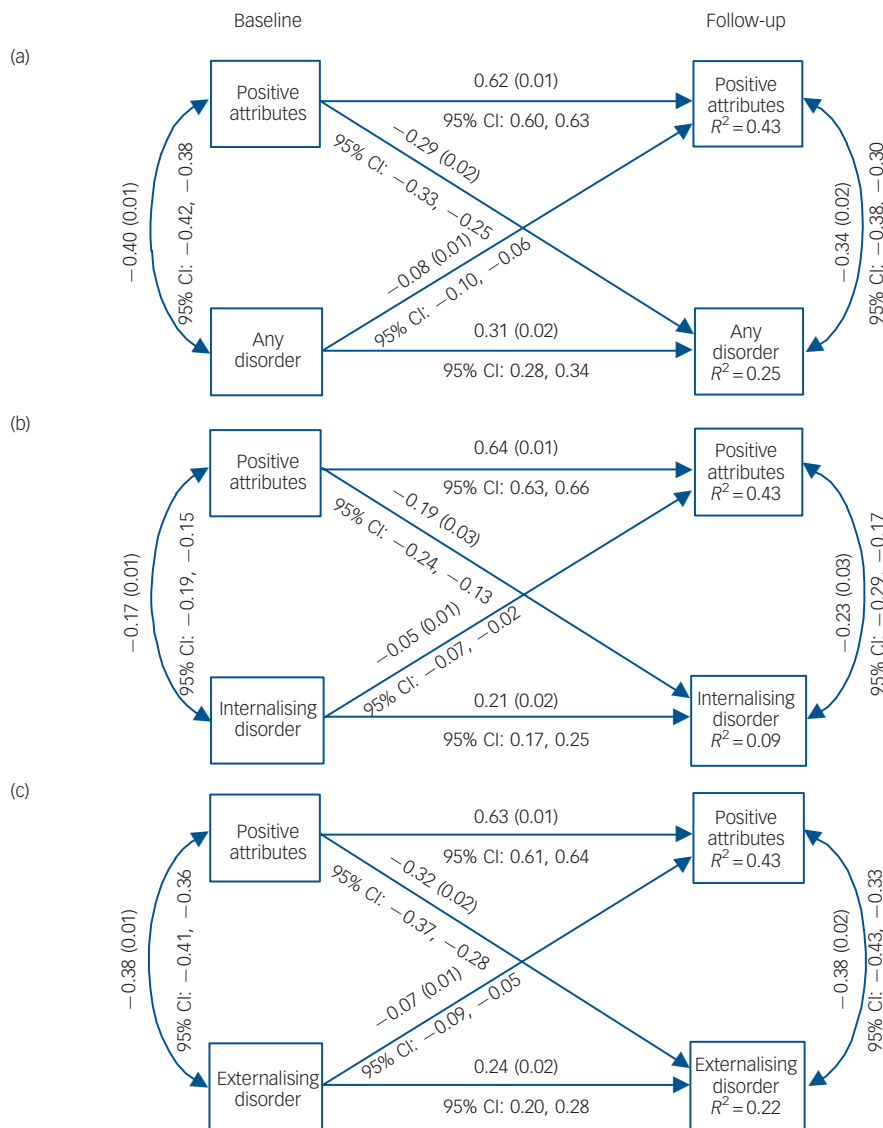 Baseline
Follow-up
(a)
Positive
attributes
0.62 (0.01)
95% CI: 0.60, 0.63
Positive
attributes
R² = 0.43
−0.40 (0.01)
95% CI: −0.42, −0.38
−0.29 (0.02)
95% CI: −0.33, −0.25
−0.08 (0.01)
95% CI: −0.10, −0.06
−0.34 (0.02)
95% CI: −0.38, −0.30
Any
disorder
0.31 (0.02)
95% CI: 0.28, 0.34
Any
disorder
R² = 0.25
(b)
Positive
attributes
0.64 (0.01)
95% CI: 0.63, 0.66
Positive
attributes
R² = 0.43
−0.17 (0.01)
95% CI: −0.19, −0.15
−0.19 (0.03)
95% CI: −0.24, −0.13
−0.05 (0.01)
95% CI: −0.07, −0.02
−0.23 (0.03)
95% CI: −0.29, −0.17
Internalising
disorder
0.21 (0.02)
95% CI: 0.17, 0.25
Internalising
disorder
R² = 0.09
(c)
Positive
attributes
0.63 (0.01)
95% CI: 0.61, 0.64
Positive
attributes
R² = 0.43
−0.38 (0.01)
95% CI: −0.41, −0.36
−0.32 (0.02)
95% CI: −0.37, −0.28
−0.07 (0.01)
95% CI: −0.09, −0.05
−0.38 (0.02)
95% CI: −0.43, −0.33
Externalising
disorder
0.24 (0.02)
95% CI: 0.20, 0.28
Externalising
disorder
R² = 0.22